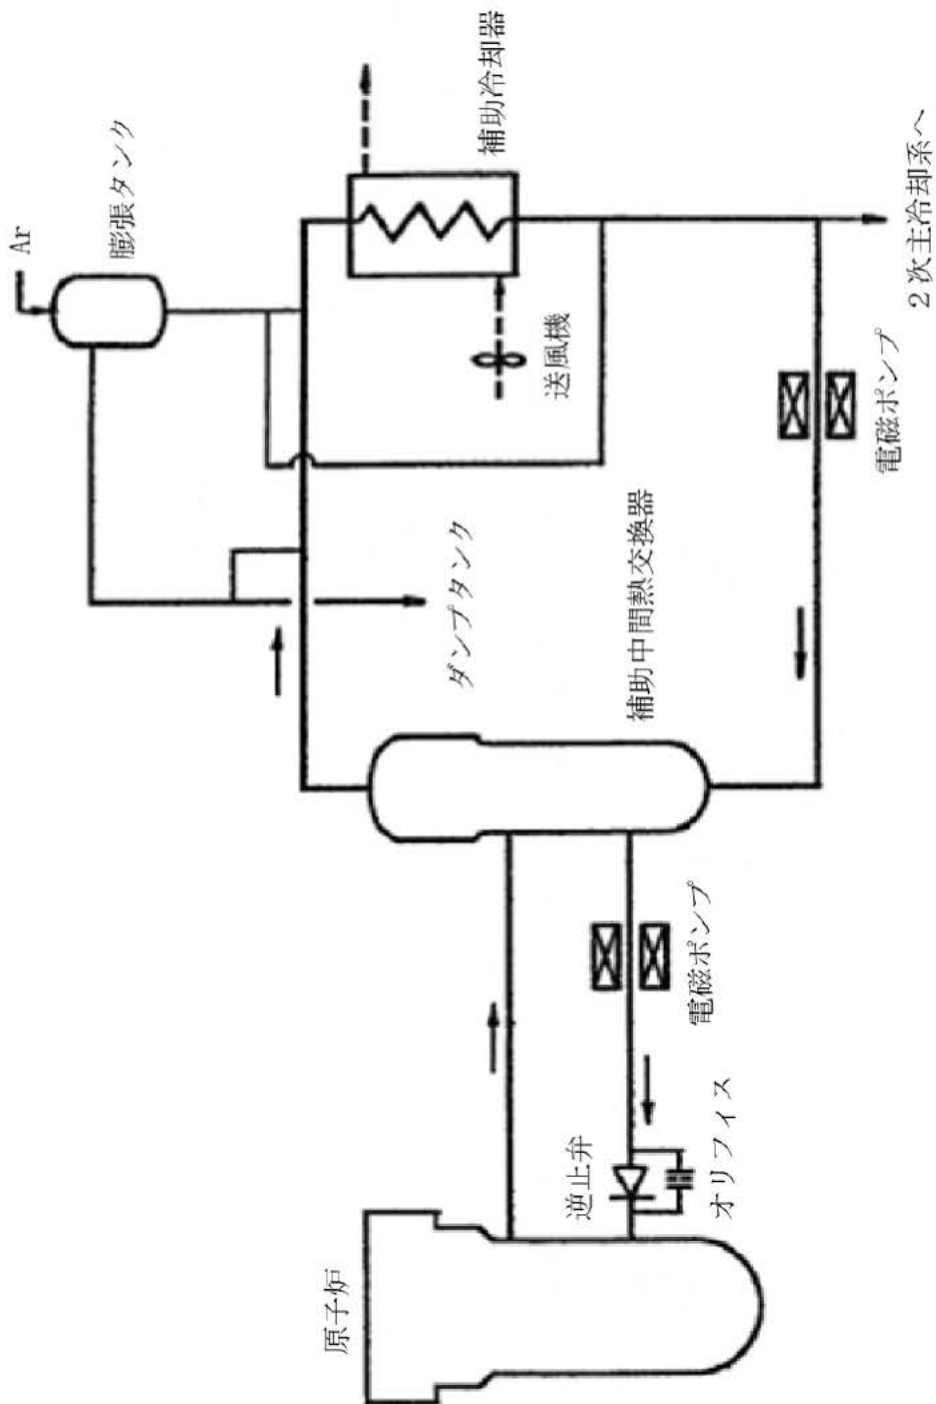 原子炉
逆止弁
オリフィス
電磁ポンプ
補助中間熱交換器
ダンプタンク
Ar
膨張タンク
送風機
補助冷却器
電磁ポンプ
2次主冷却系へ